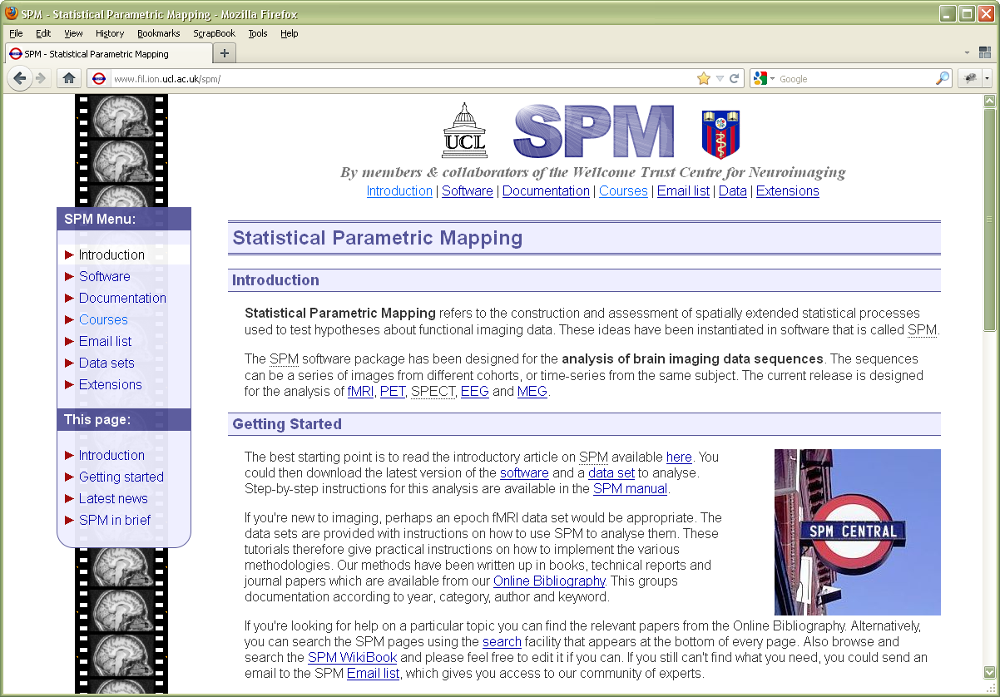 SPM - Statistical Parametric Mapping - Mozilla Firefox
File Edit View History Bookmarks ScrapBook Tools Help
SPM - Statistical Parametric Mapping
www.fil.ion.ucl.ac.uk/spm/
Google
UCL
SPM
By members & collaborators of the Wellcome Trust Centre for Neuroimaging
Introduction | Software | Documentation | Courses | Email list | Data | Extensions
SPM Menu:
Introduction
Software
Documentation
Courses
Email list
Data sets
Extensions
This page:
Introduction
Getting started
Latest news
SPM in brief
Statistical Parametric Mapping
Introduction
Statistical Parametric Mapping refers to the construction and assessment of spatially extended statistical processes
used to test hypotheses about functional imaging data. These ideas have been instantiated in software that is called SPM.
The SPM software package has been designed for the analysis of brain imaging data sequences. The sequences
can be a series of images from different cohorts, or time-series from the same subject. The current release is designed
for the analysis of fMRI, PET, SPECT, EEG and MEG.
Getting Started
The best starting point is to read the introductory article on SPM available here. You
could then download the latest version of the software and a data set to analyse.
Step-by-step instructions for this analysis are available in the SPM manual.
If you're new to imaging, perhaps an epoch fMRI data set would be appropriate. The
data sets are provided with instructions on how to use SPM to analyse them. These
tutorials therefore give practical instructions on how to implement the various
methodologies. Our methods have been written up in books, technical reports and
journal papers which are available from our Online Bibliography. This groups
documentation according to year, category, author and keyword.
SPM CENTRAL
If you're looking for help on a particular topic you can find the relevant papers from the Online Bibliography. Alternatively,
you can search the SPM pages using the search facility that appears at the bottom of every page. Also browse and
search the SPM WikiBook and please feel free to edit it if you can. If you still can't find what you need, you could send an
email to the SPM Email list, which gives you access to our community of experts.